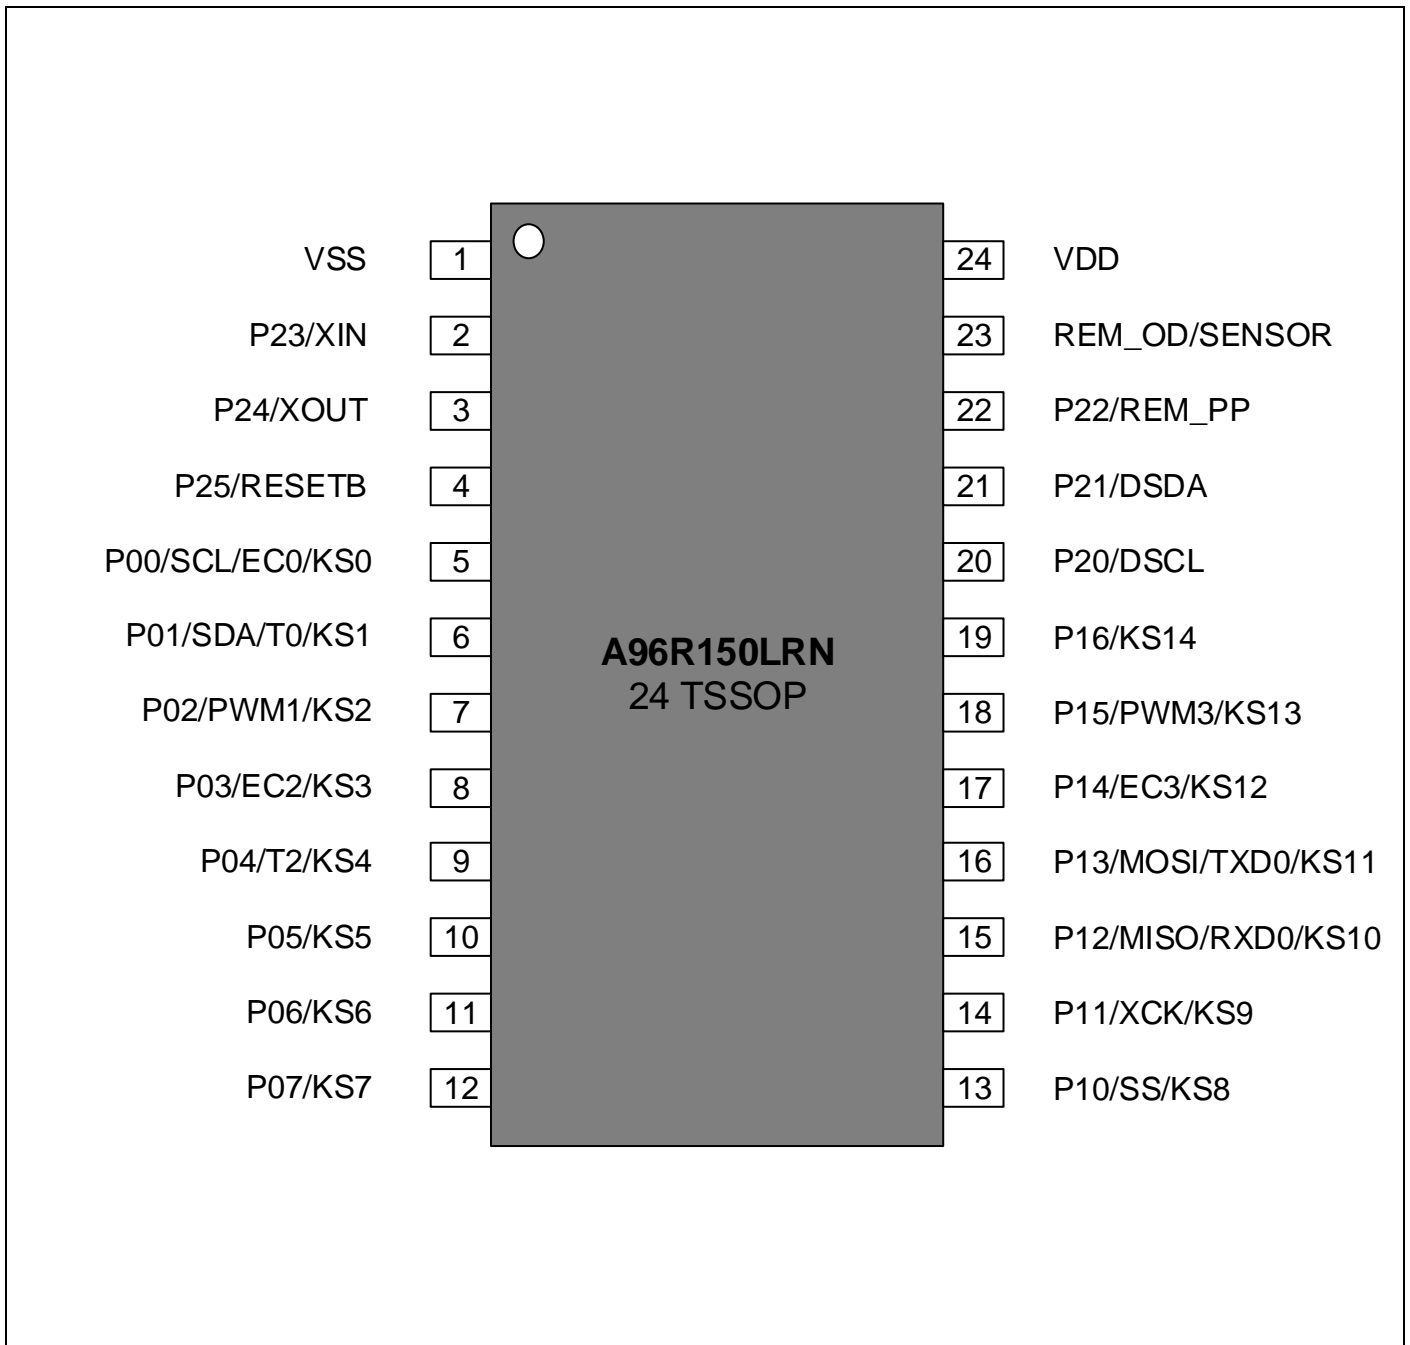 VSS 1 24 VDD
P23/XIN 2 23 REM_OD/SENSOR
P24/XOUT 3 22 P22/REM_PP
P25/RESETB 4 21 P21/DSDA
P00/SCL/EC0/KS0 5 20 P20/DSCL
P01/SDA/T0/KS1 6 19 P16/KS14
A96R150LRN
24 TSSOP
P02/PWM1/KS2 7 18 P15/PWM3/KS13
P03/EC2/KS3 8 17 P14/EC3/KS12
P04/T2/KS4 9 16 P13/MOSI/TXD0/KS11
P05/KS5 10 15 P12/MISO/RXD0/KS10
P06/KS6 11 14 P11/XCK/KS9
P07/KS7 12 13 P10/SS/KS8